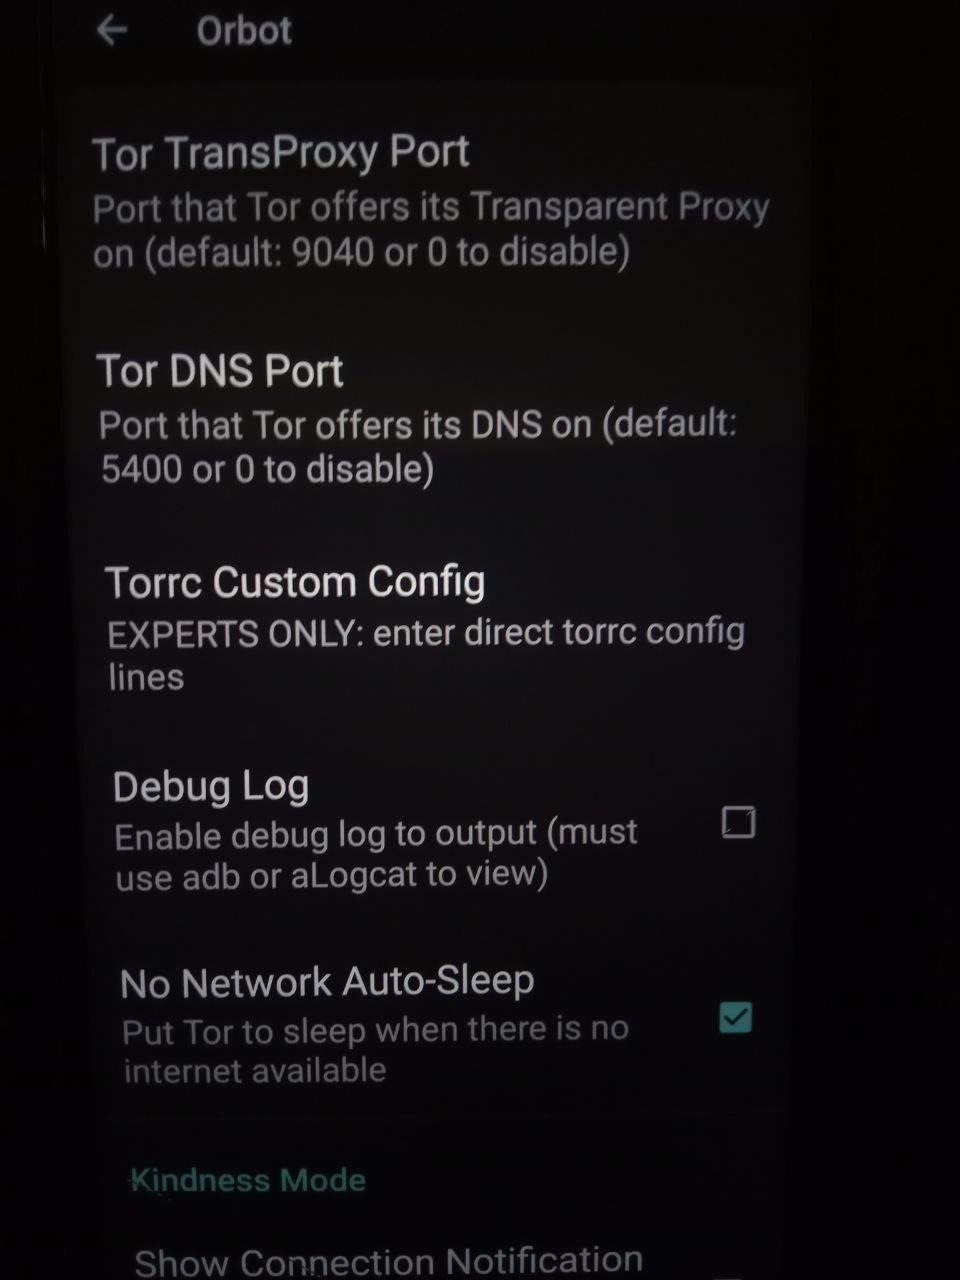 Orbot
Tor TransProxy Port
Port that Tor offers its Transparent Proxy
on (default: 9040 or 0 to disable)
Tor DNS Port
Port that Tor offers its DNS on (default:
5400 or 0 to disable)
Torrc Custom Config
EXPERTS ONLY: enter direct torrc config
lines
Debug Log
Enable debug log to output (must
use adb or aLogcat to view)
No Network Auto-Sleep
Put Tor to sleep when there is no
internet available
Kindness Mode
Show Connection Notification